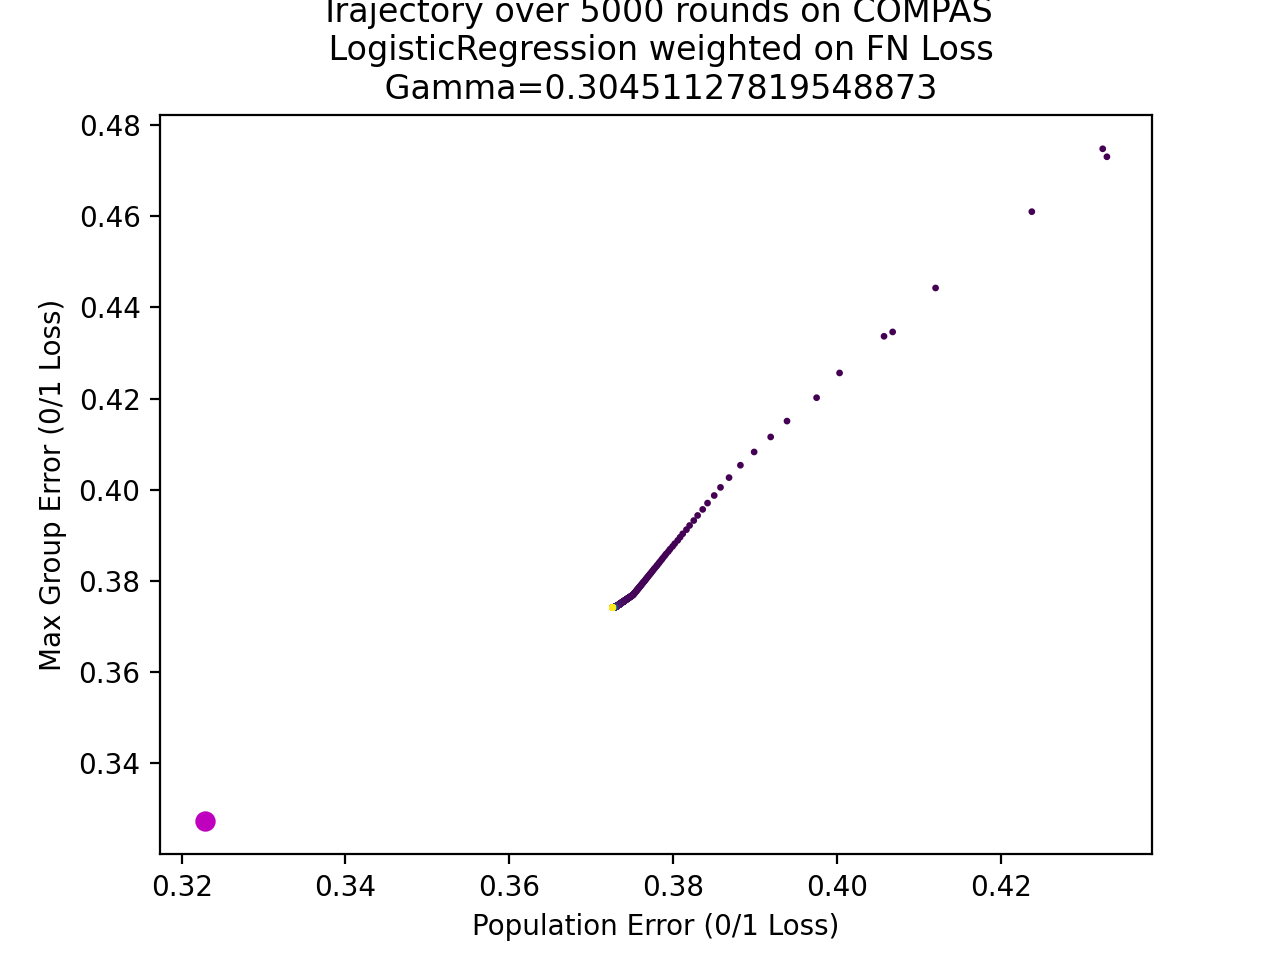 Trajectory over 5000 rounds on COMPAS
LogisticRegression weighted on FN Loss
Gamma=0.30451127819548873
0.48
0.46
0.44
0.42
0.40
0.38
0.36
0.34
Max Group Error (0/1 Loss)
0.32
0.34
0.36
0.38
0.40
0.42
Population Error (0/1 Loss)